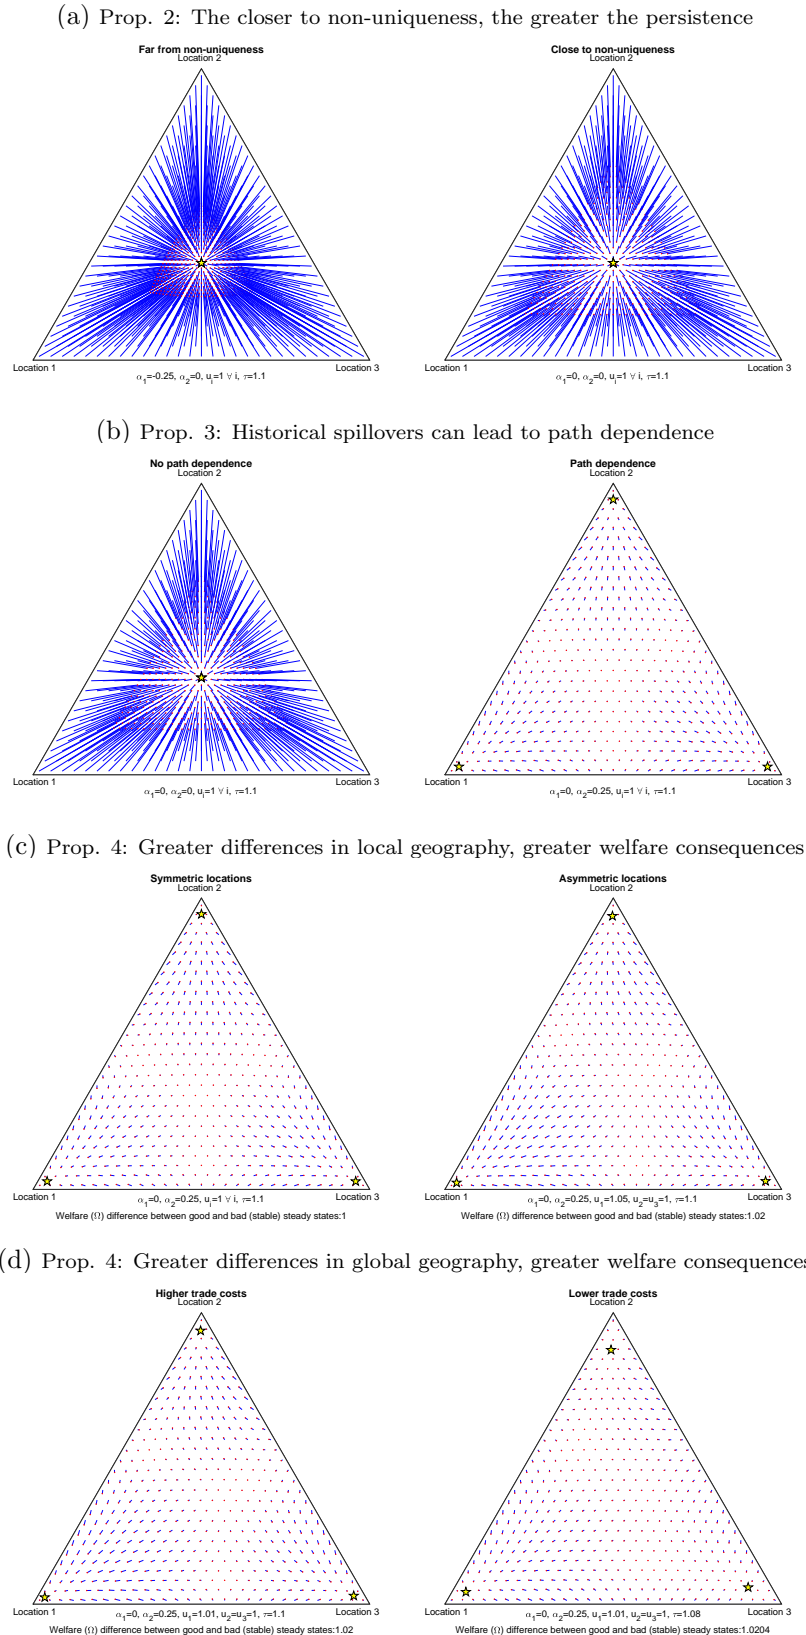 (a) Prop. 2: The closer to non-uniqueness, the greater the persistence
Far from non-uniqueness
Location 2
Location 1
Location 3
α1=-0.25, α2=0, ui=1 ∀ i, τ=1.1
Close to non-uniqueness
Location 2
Location 1
Location 3
α1=0, α2=0, ui=1 ∀ i, τ=1.1
(b) Prop. 3: Historical spillovers can lead to path dependence
No path dependence
Location 2
Location 1
Location 3
α1=0, α2=0, ui=1 ∀ i, τ=1.1
Path dependence
Location 2
Location 1
Location 3
α1=0, α2=0.25, ui=1 ∀ i, τ=1.1
(c) Prop. 4: Greater differences in local geography, greater welfare consequences
Symmetric locations
Location 2
Location 1
Location 3
α1=0, α2=0.25, ui=1 ∀ i, τ=1.1
Welfare (Ω) difference between good and bad (stable) steady states:1
Asymmetric locations
Location 2
Location 1
Location 3
α1=0, α2=0.25, u1=1.05, u2=u3=1, τ=1.1
Welfare (Ω) difference between good and bad (stable) steady states:1.02
(d) Prop. 4: Greater differences in global geography, greater welfare consequences
Higher trade costs
Location 2
Location 1
Location 3
α1=0, α2=0.25, u1=1.01, u2=u3=1, τ=1.1
Welfare (Ω) difference between good and bad (stable) steady states:1.02
Lower trade costs
Location 2
Location 1
Location 3
α1=0, α2=0.25, u1=1.01, u2=u3=1, τ=1.08
Welfare (Ω) difference between good and bad (stable) steady states:1.0204